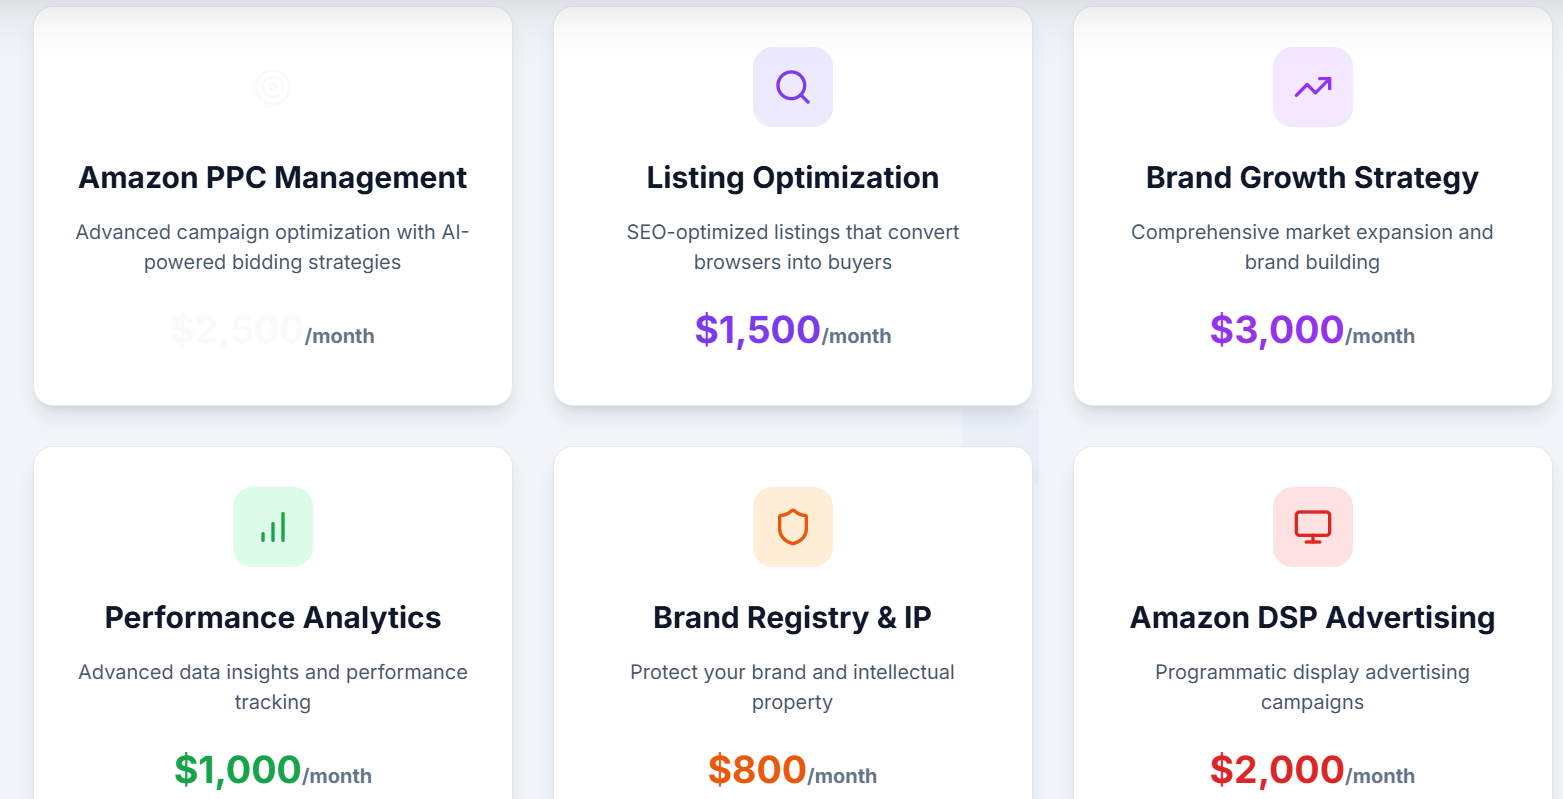 Amazon PPC Management
Advanced campaign optimization with AI-
powered bidding strategies
$2,500/month
Listing Optimization
SEO-optimized listings that convert
browsers into buyers
$1,500/month
Brand Growth Strategy
Comprehensive market expansion and
brand building
$3,000/month
Performance Analytics
Advanced data insights and performance
tracking
$1,000/month
Brand Registry & IP
Protect your brand and intellectual
property
$800/month
Amazon DSP Advertising
Programmatic display advertising
campaigns
$2,000/month